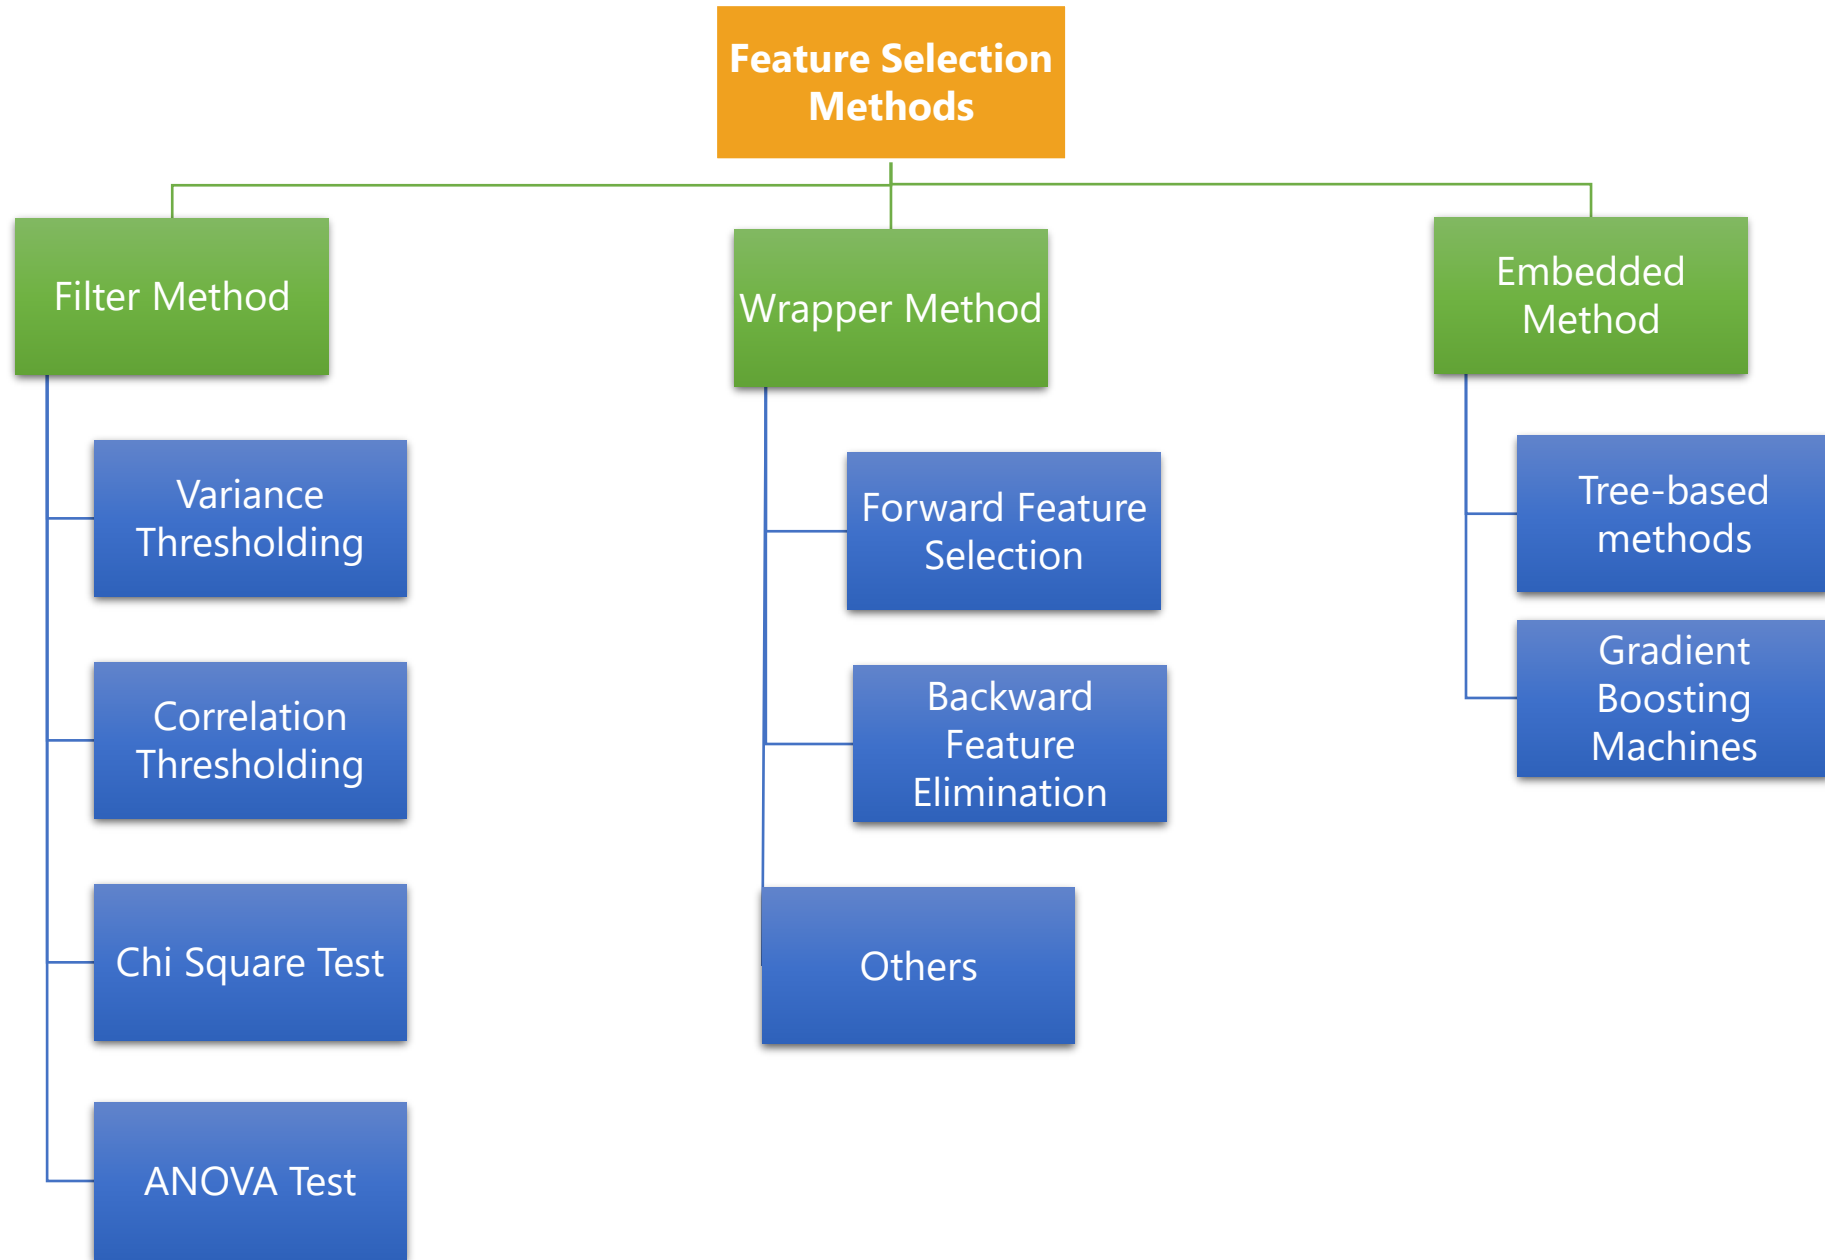 Feature Selection
Methods
Filter Method
Wrapper Method
Embedded
Method
Variance
Thresholding
Correlation
Thresholding
Chi Square Test
ANOVA Test
Forward Feature
Selection
Backward
Feature
Elimination
Others
Tree-based
methods
Gradient
Boosting
Machines